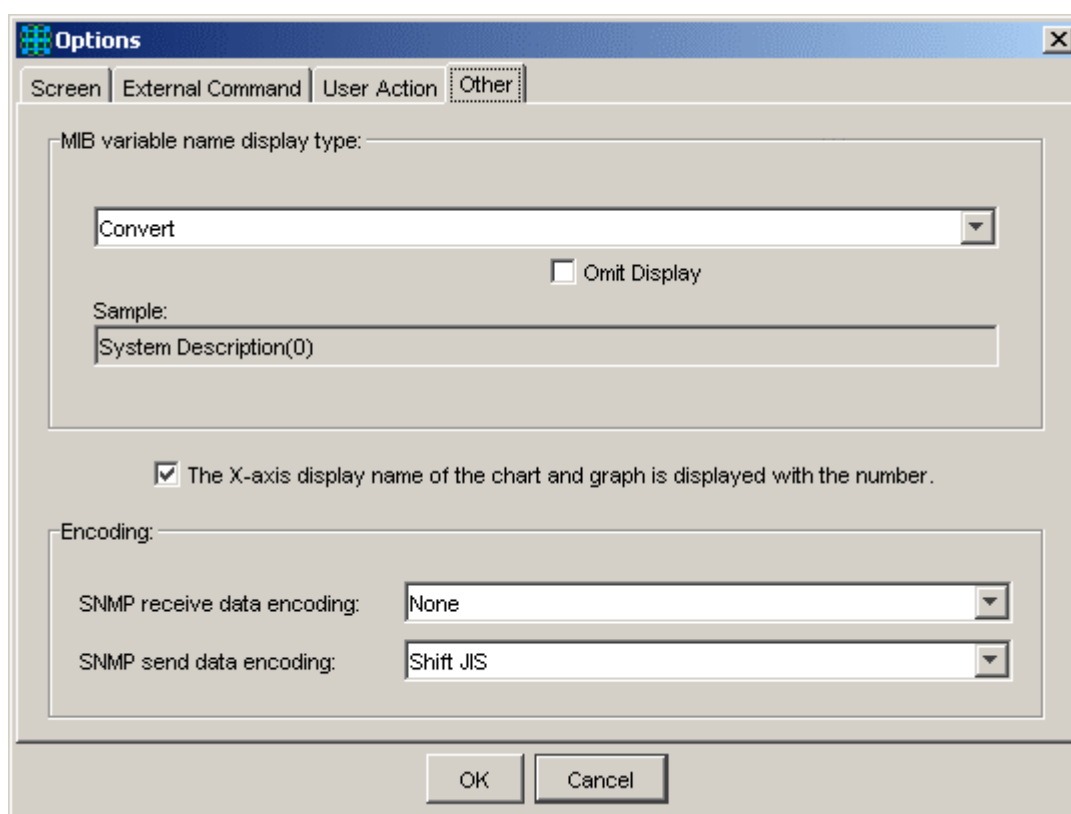 Options
Screen External Command User Action Other
MIB variable name display type:
Convert
Omit Display
Sample:
System Description(0)
The X-axis display name of the chart and graph is displayed with the number.
Encoding:
SNMP receive data encoding: None
SNMP send data encoding: Shift JIS
OK Cancel